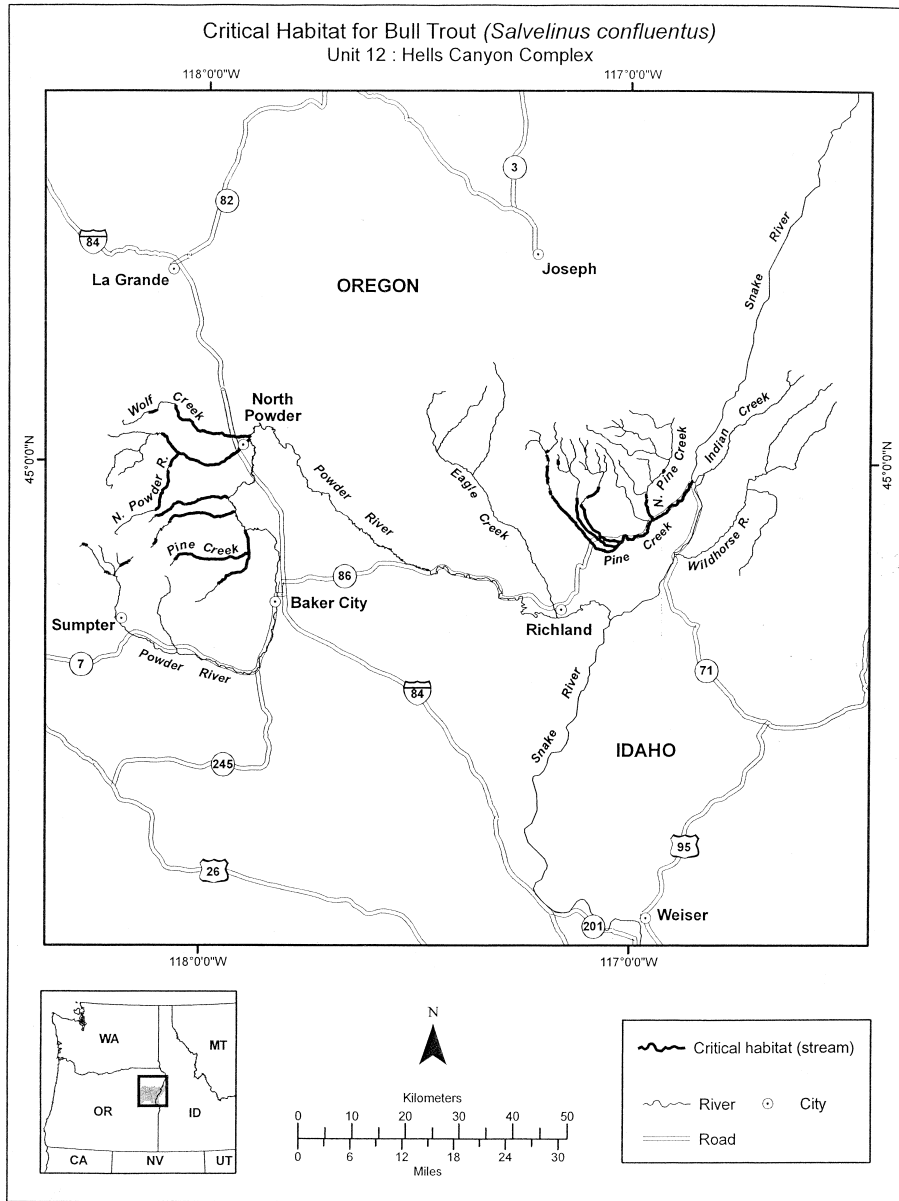 Critical Habitat for Bull Trout (Salvelinus confluentus)
Unit 12 : Hells Canyon Complex
118°0'0"W
117°0'0"W
3
82
84
La Grande
Joseph
OREGON
Snake River
Wolf Creek
North
Powder
45°0'0"N
45°0'0"N
N. Powder R.
Powder River
Eagle Creek
N. Pine Creek
Indian Creek
Pine Creek
Pine Creek
Wildhorse R.
86
Baker City
Sumpter
Richland
7
Powder River
84
71
Snake River
IDAHO
245
26
95
201
Weiser
118°0'0"W
117°0'0"W
WA
MT
OR
ID
CA
NV
UT
N
Kilometers
0 10 20 30 40 50
0 6 12 18 24 30
Miles
Critical habitat (stream)
River
City
Road